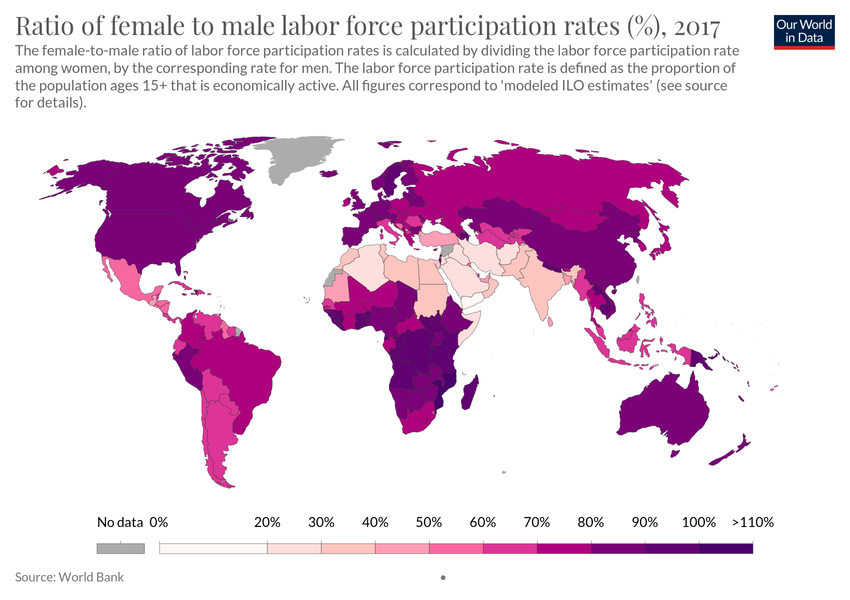 Ratio of female to male labor force participation rates (%), 2017
Our World
in Data
The female-to-male ratio of labor force participation rates is calculated by dividing the labor force participation rate
among women, by the corresponding rate for men. The labor force participation rate is defined as the proportion of
the population ages 15+ that is economically active. All figures correspond to 'modeled ILO estimates' (see source
for details).
No data 0% 20% 30% 40% 50% 60% 70% 80% 90% 100% >110%
Source: World Bank